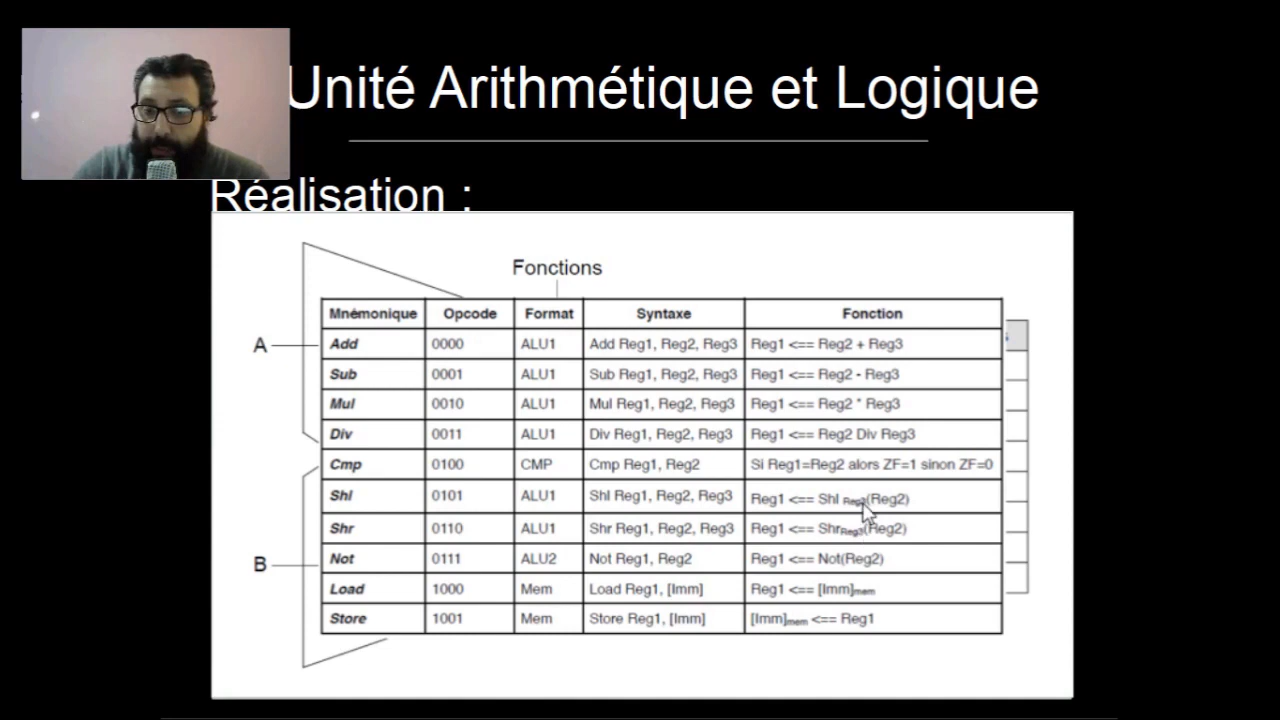 Unité Arithmétique et Logique
Réalisation :
Fonctions
Mnémonique Opcode Format Syntaxe Fonction
A
Add 0000 ALU1 Add Reg1, Reg2, Reg3 Reg1 <== Reg2 + Reg3
Sub 0001 ALU1 Sub Reg1, Reg2, Reg3 Reg1 <== Reg2 - Reg3
Mul 0010 ALU1 Mul Reg1, Reg2, Reg3 Reg1 <== Reg2 * Reg3
Div 0011 ALU1 Div Reg1, Reg2, Reg3 Reg1 <== Reg2 Div Reg3
Cmp 0100 CMP Cmp Reg1, Reg2 Si Reg1=Reg2 alors ZF=1 sinon ZF=0
Shl 0101 ALU1 Shl Reg1, Reg2, Reg3 Reg1 <== Shl Reg3(Reg2)
Shr 0110 ALU1 Shr Reg1, Reg2, Reg3 Reg1 <== ShrReg3(Reg2)
B
Not 0111 ALU2 Not Reg1, Reg2 Reg1 <== Not(Reg2)
Load 1000 Mem Load Reg1, [Imm] Reg1 <== [Imm]mem
Store 1001 Mem Store Reg1, [Imm] [Imm]mem <== Reg1